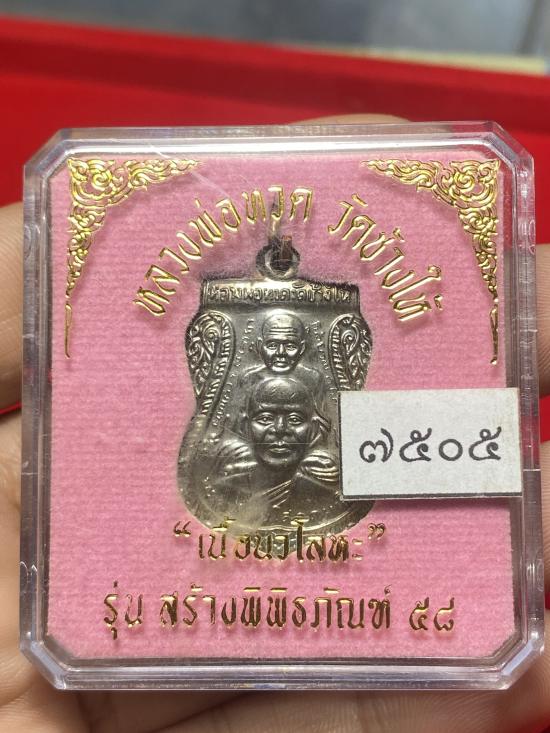 หลวงพ่อทวด วัดช้างให้
๗๕๐๕
“เนื้อนวโลหะ”
รุ่น สร้างพิพิธภัณฑ์ ๕๘